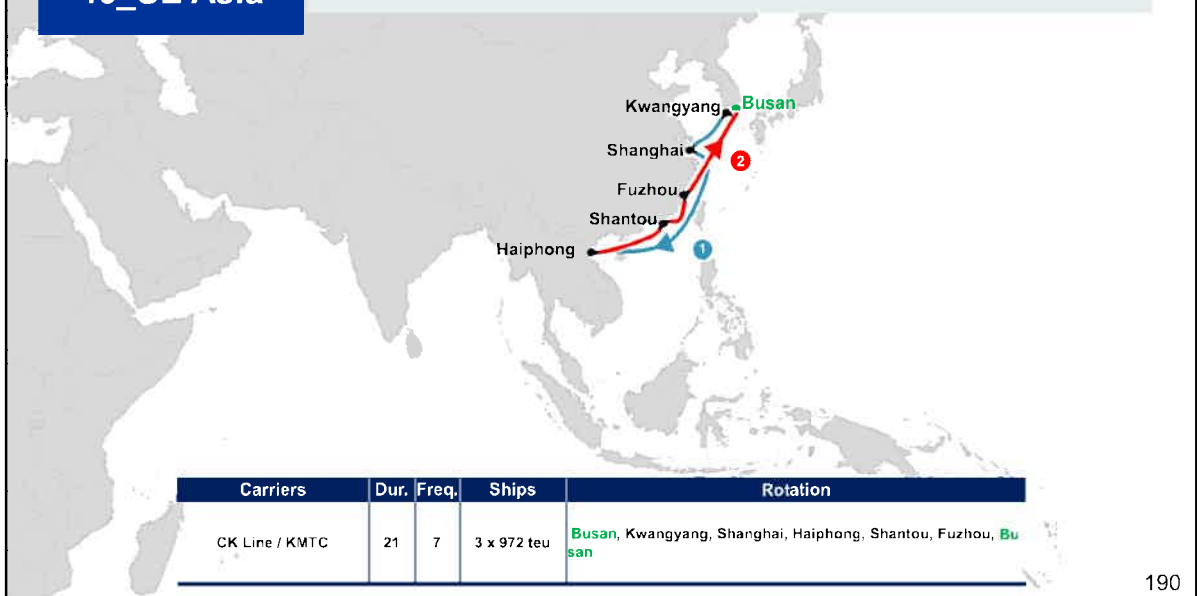 Busan
Kwangyang
Shanghai
2
Fuzhou
Shantou
Haiphong
1
Carriers Dur. Freq. Ships Rotation
CK Line / KMTC 21 7 3 x 972 teu Busan, Kwangyang, Shanghai, Haiphong, Shantou, Fuzhou, Bu
san
190